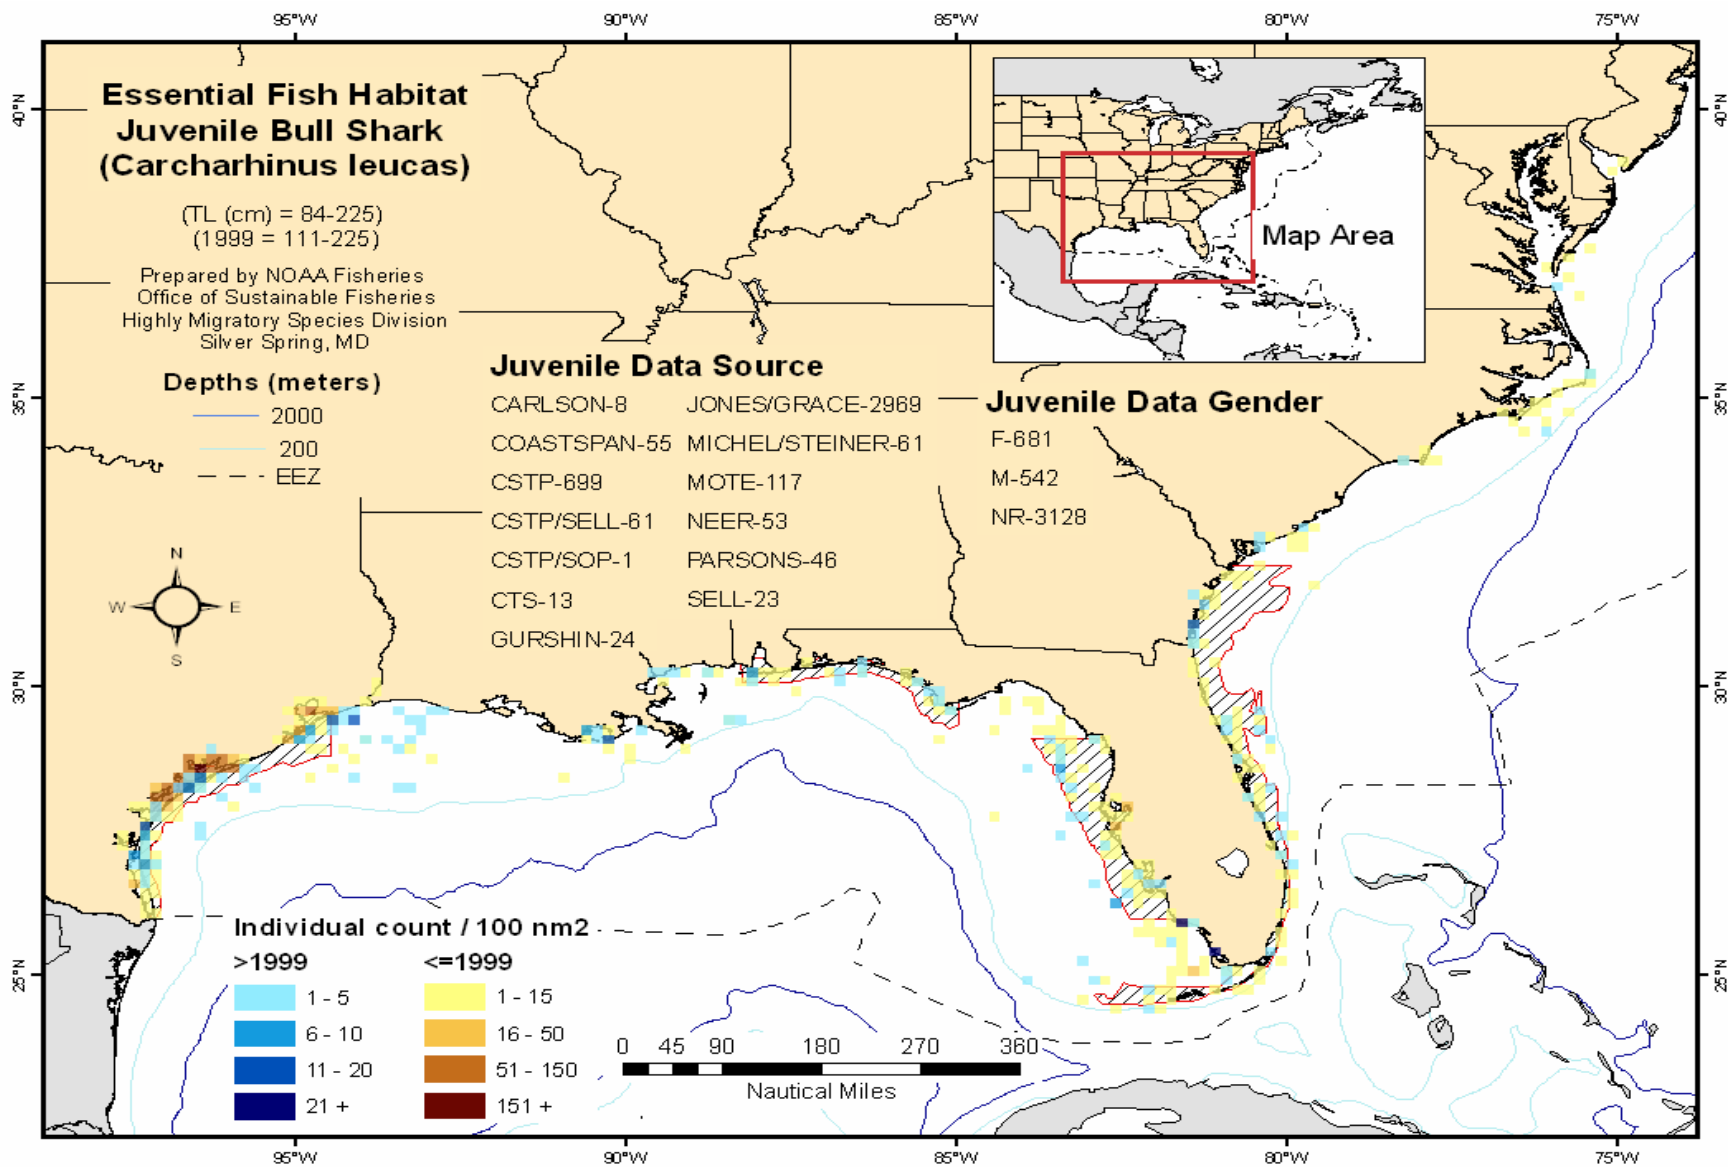 95°W 90°W 85°W 80°W 75°W
40°N 40°N
35°N 35°N
30°N 30°N
25°N 25°N
Essential Fish Habitat
Juvenile Bull Shark
(Carcharhinus leucas)
(TL (cm) = 84-225)
(1999 = 111-225)
Prepared by NOAA Fisheries
Office of Sustainable Fisheries
Highly Migratory Species Division
Silver Spring, MD
Depths (meters)
2000
200
EEZ
N
W E
S
Map Area
Juvenile Data Source
CARLSON-8 JONES/GRACE-2969
COASTSPAN-55 MICHEL/STEINER-61
CSTP-699 MOTE-117
CSTP/SELL-61 NEER-53
CSTP/SOP-1 PARSONS-46
CTS-13 SELL-23
GURSHIN-24
Juvenile Data Gender
F-681
M-542
NR-3128
Individual count / 100 nm2
>1999 <=1999
1 - 5 1 - 15
6 - 10 16 - 50
11 - 20 51 - 150
21 + 151 +
0 45 90 180 270 360
Nautical Miles
95°W 90°W 85°W 80°W 75°W